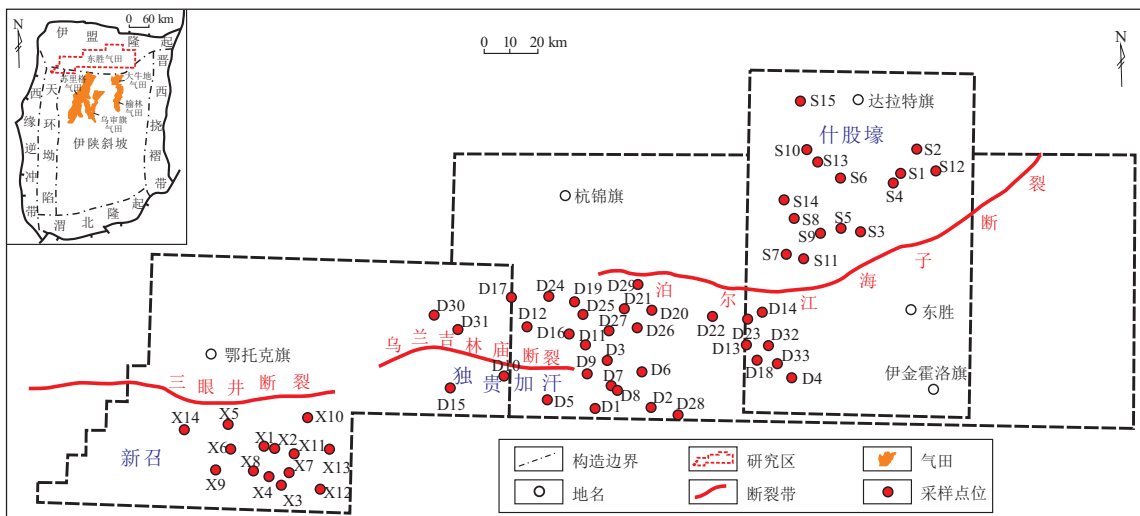 N
0 60 km
伊盟隆起
东胜气田
苏里格
气田
大牛地
气田
榆林
气田
乌审旗
气田
伊陕斜坡
西缘逆冲带
天环坳陷
晋西挠褶带
渭北隆起
0 10 20 km
N
S15
达拉特旗
什股壕
S10
S13
S2
S12
S1
S6
S4
S14
S8
S5
S9
S3
S7
S11
杭锦旗
泊尔江海子断裂
D17
D24
D19
D29
D30
D31
D12
D25
D21
D20
D16
D27
D26
D22
D14
D11
D23
D13
D32
东胜
乌兰吉林庙断裂
D10
D9
D3
D18
D33
鄂托克旗
独贵加汗
D7
D6
D4
伊金霍洛旗
D15
D5
D8
D1
D2
D28
三眼井断裂
X14
X5
X10
X1
X2
X11
X6
新召
X8
X7
X13
X9
X4
X3
X12
构造边界
研究区
气田
地名
断裂带
采样点位